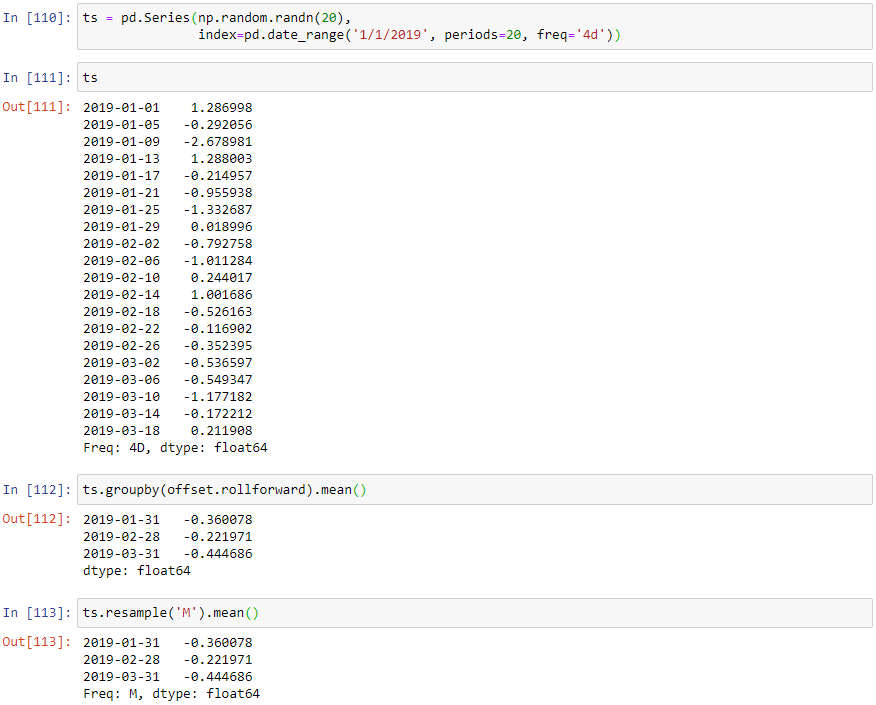 In [110]: ts = pd.Series(np.random.randn(20),
index=pd.date_range('1/1/2019', periods=20, freq='4d'))
In [111]: ts
Out[111]: 2019-01-01 1.286998
2019-01-05 -0.292056
2019-01-09 -2.678981
2019-01-13 1.288003
2019-01-17 -0.214957
2019-01-21 -0.955938
2019-01-25 -1.332687
2019-01-29 0.018996
2019-02-02 -0.792758
2019-02-06 -1.011284
2019-02-10 0.244017
2019-02-14 1.001686
2019-02-18 -0.526163
2019-02-22 -0.116902
2019-02-26 -0.352395
2019-03-02 -0.536597
2019-03-06 -0.549347
2019-03-10 -1.177182
2019-03-14 -0.172212
2019-03-18 0.211908
Freq: 4D, dtype: float64
In [112]: ts.groupby(offset.rollforward).mean()
Out[112]: 2019-01-31 -0.360078
2019-02-28 -0.221971
2019-03-31 -0.444686
dtype: float64
In [113]: ts.resample('M').mean()
Out[113]: 2019-01-31 -0.360078
2019-02-28 -0.221971
2019-03-31 -0.444686
Freq: M, dtype: float64